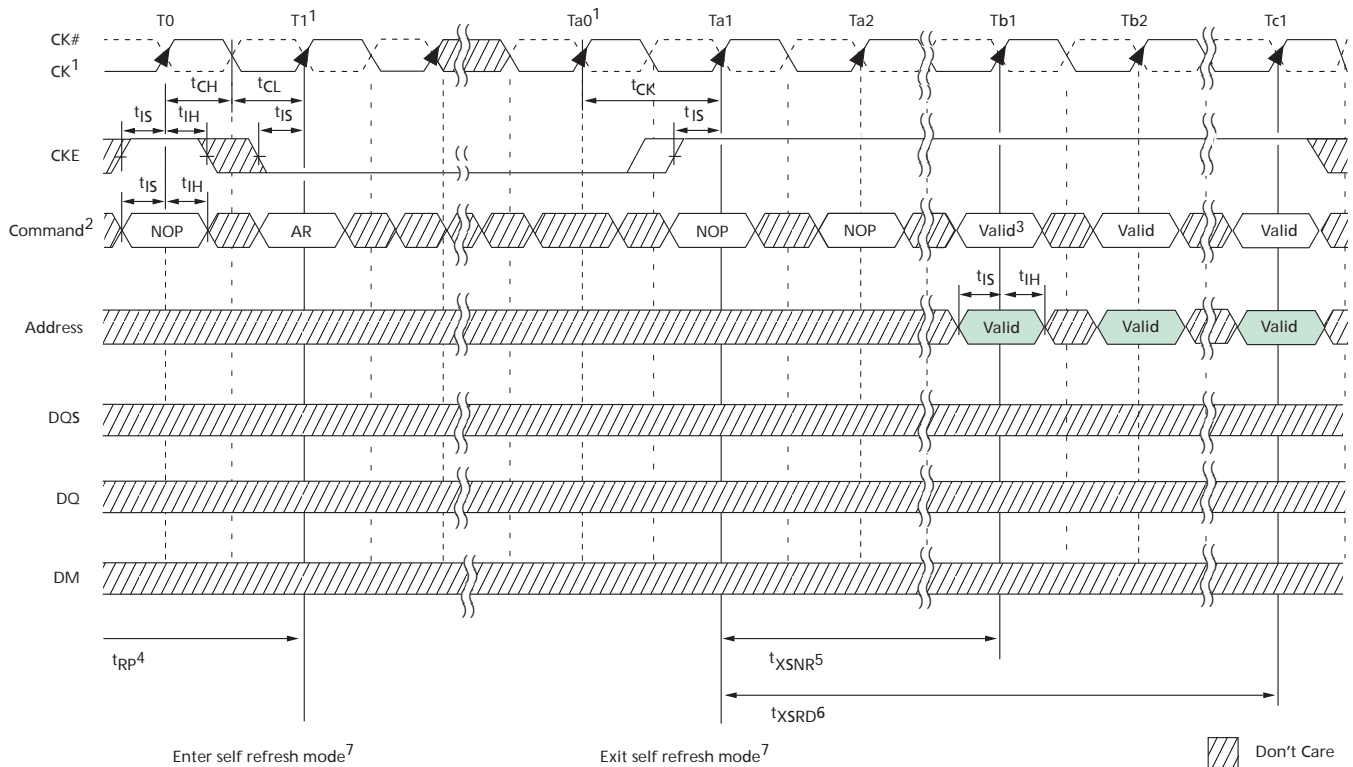 T0 T1¹ Ta0¹ Ta1 Ta2 Tb1 Tb2 Tc1
CK#
CK¹
tCH tCL tCK
tIS tIH tIS tIS
CKE
tIS tIH
Command² NOP AR NOP NOP Valid³ Valid Valid
tIS tIH
Address Valid Valid Valid
DQS
DQ
DM
tRP⁴ tXSNR⁵
tXSRD⁶
Enter self refresh mode⁷ Exit self refresh mode⁷ Don't Care